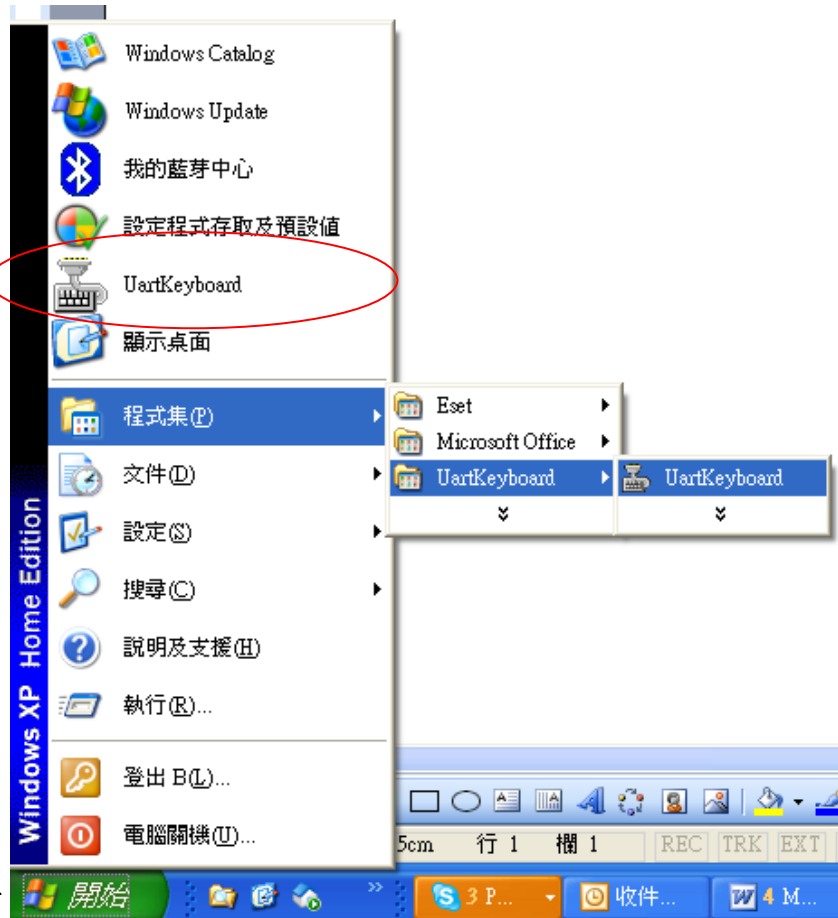 Windows Catalog
Windows Update
我的藍芽中心
設定程式存取及預設值
UartKeyboard
顯示桌面
程式集(P)
文件(D)
設定(S)
搜尋(C)
說明及支援(H)
執行(R)...
登出 B(L)...
電腦關機(U)...
Windows XP Home Edition
Eset
Microsoft Office
UartKeyboard
UartKeyboard
5cm 行 1 欄 1 REC TRK EXT
開始 3 P... 收件... 4 M...